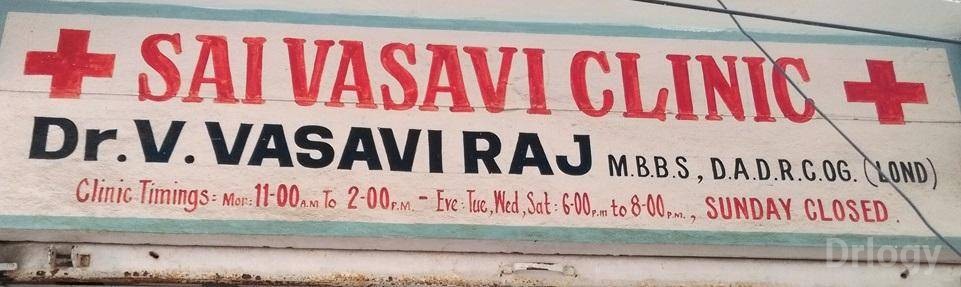 SAI VASAVI CLINIC
Dr. V. VASAVI RAJ M.B.B.S, D.A.D.R.C.OG. (LOND)
Clinic Timings: Mor: 11-00 A.M To 2-00 P.M. - Eve: Tue, Wed, Sat: 6-00 P.m to 8-00 P.m., SUNDAY CLOSED.
Drlogy